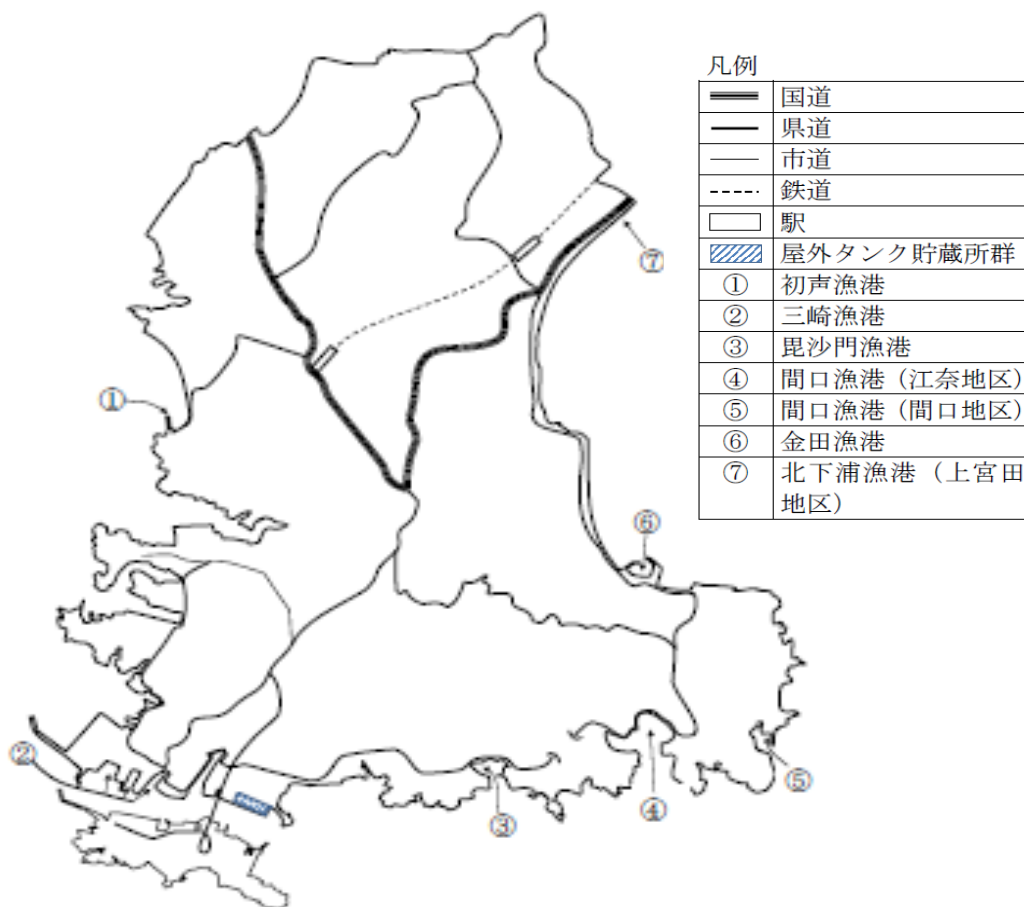 凡例
国道
県道
市道
鉄道
駅
屋外タンク貯蔵所群
① 初声漁港
② 三崎漁港
③ 毘沙門漁港
④ 間口漁港（江奈地区）
⑤ 間口漁港（間口地区）
⑥ 金田漁港
⑦ 北下浦漁港（上宮田
地区）
⑦
①
⑥
②
⑤
④
③